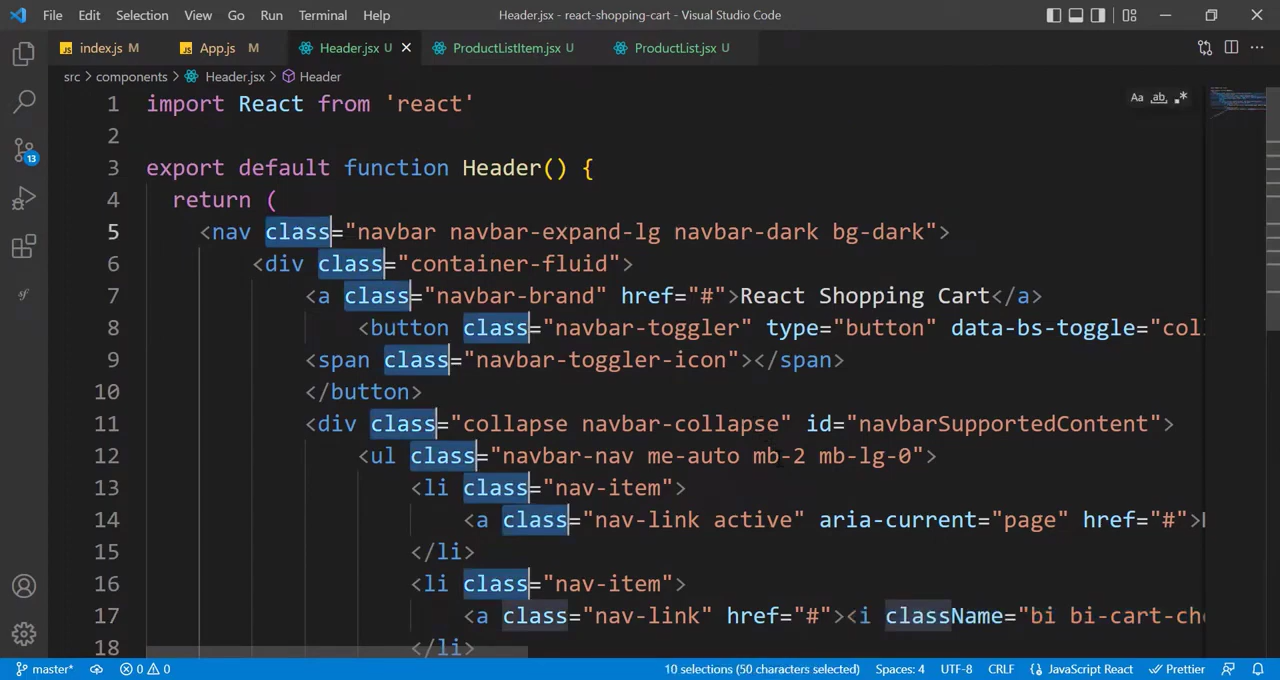 File Edit Selection View Go Run Terminal Help Header.jsx - react-shopping-cart - Visual Studio Code
index.js M App.js M Header.jsx U ProductListItem.jsx U ProductList.jsx U
src > components > Header.jsx > Header
1 import React from 'react' Aa ab
2
3 export default function Header() {
4 return (
5 <nav class="navbar navbar-expand-lg navbar-dark bg-dark">
6 <div class="container-fluid">
7 <a class="navbar-brand" href="#">React Shopping Cart</a>
8 <button class="navbar-toggler" type="button" data-bs-toggle="coll
9 <span class="navbar-toggler-icon"></span>
10 </button>
11 <div class="collapse navbar-collapse" id="navbarSupportedContent">
12 <ul class="navbar-nav me-auto mb-2 mb-lg-0">
13 <li class="nav-item">
14 <a class="nav-link active" aria-current="page" href="#">
15 </li>
16 <li class="nav-item">
17 <a class="nav-link" href="#"><i className="bi bi-cart-che
18 </li>
13
master* 0 0 10 selections (50 characters selected) Spaces: 4 UTF-8 CRLF JavaScript React Prettier